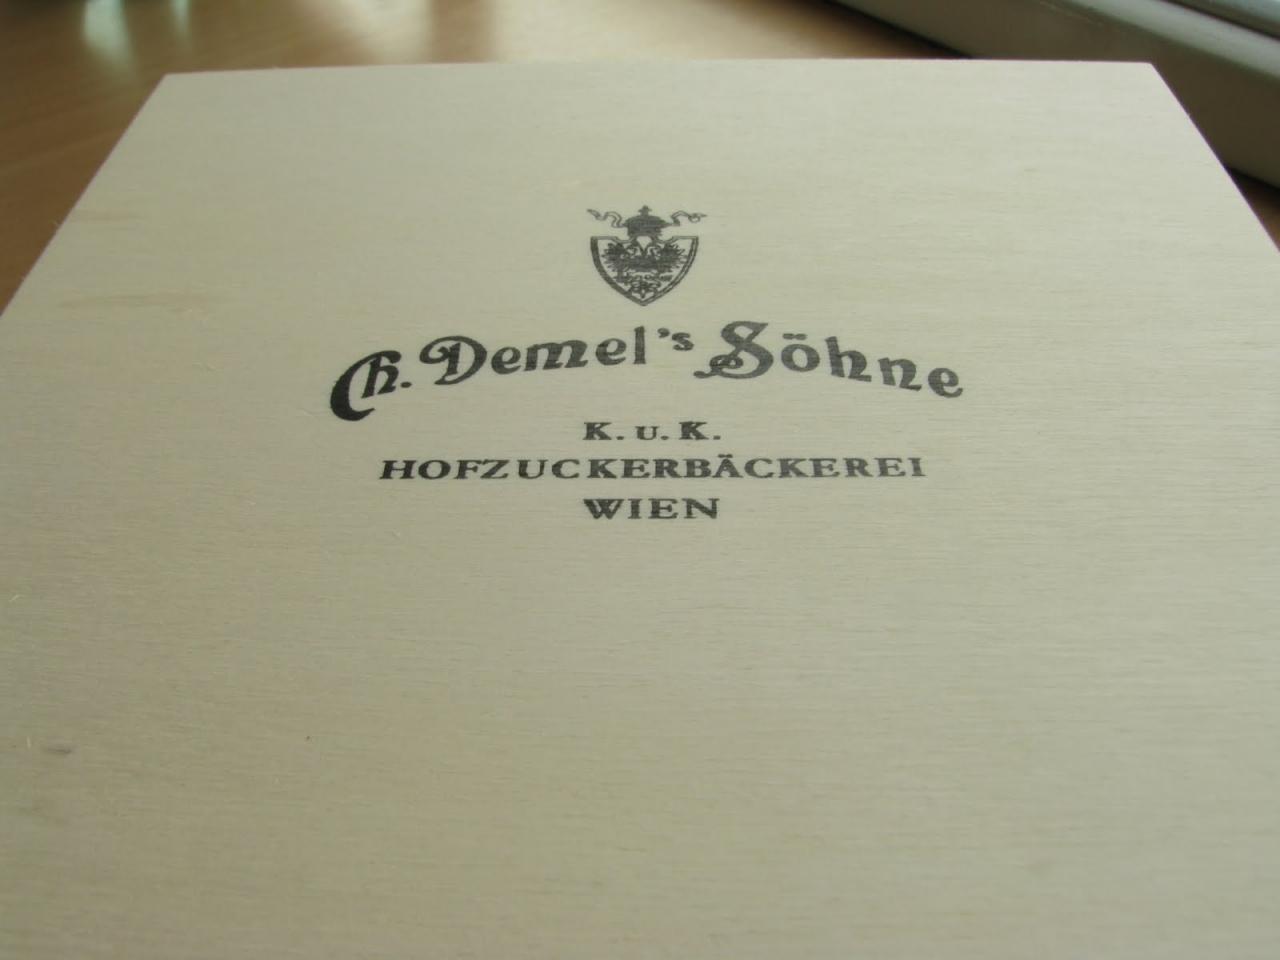 Ch. Demel's Söhne
K. u. K.
HOFZUCKERBÄCKEREI
WIEN